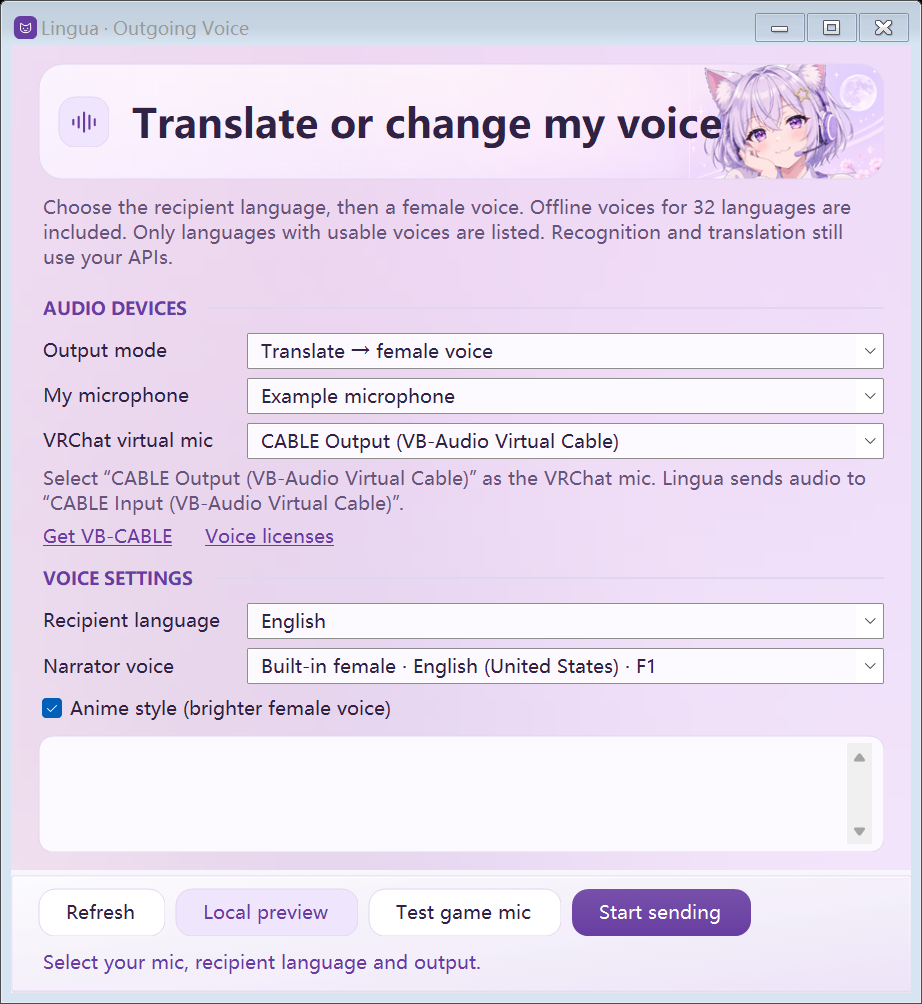 Lingua · Outgoing Voice
Translate or change my voice
Choose the recipient language, then a female voice. Offline voices for 32 languages are
included. Only languages with usable voices are listed. Recognition and translation still
use your APIs.
AUDIO DEVICES
Output mode
Translate → female voice
My microphone
Example microphone
VRChat virtual mic
CABLE Output (VB-Audio Virtual Cable)
Select “CABLE Output (VB-Audio Virtual Cable)” as the VRChat mic. Lingua sends audio to
“CABLE Input (VB-Audio Virtual Cable)”.
Get VB-CABLE
Voice licenses
VOICE SETTINGS
Recipient language
English
Narrator voice
Built-in female · English (United States) · F1
Anime style (brighter female voice)
Refresh
Local preview
Test game mic
Start sending
Select your mic, recipient language and output.